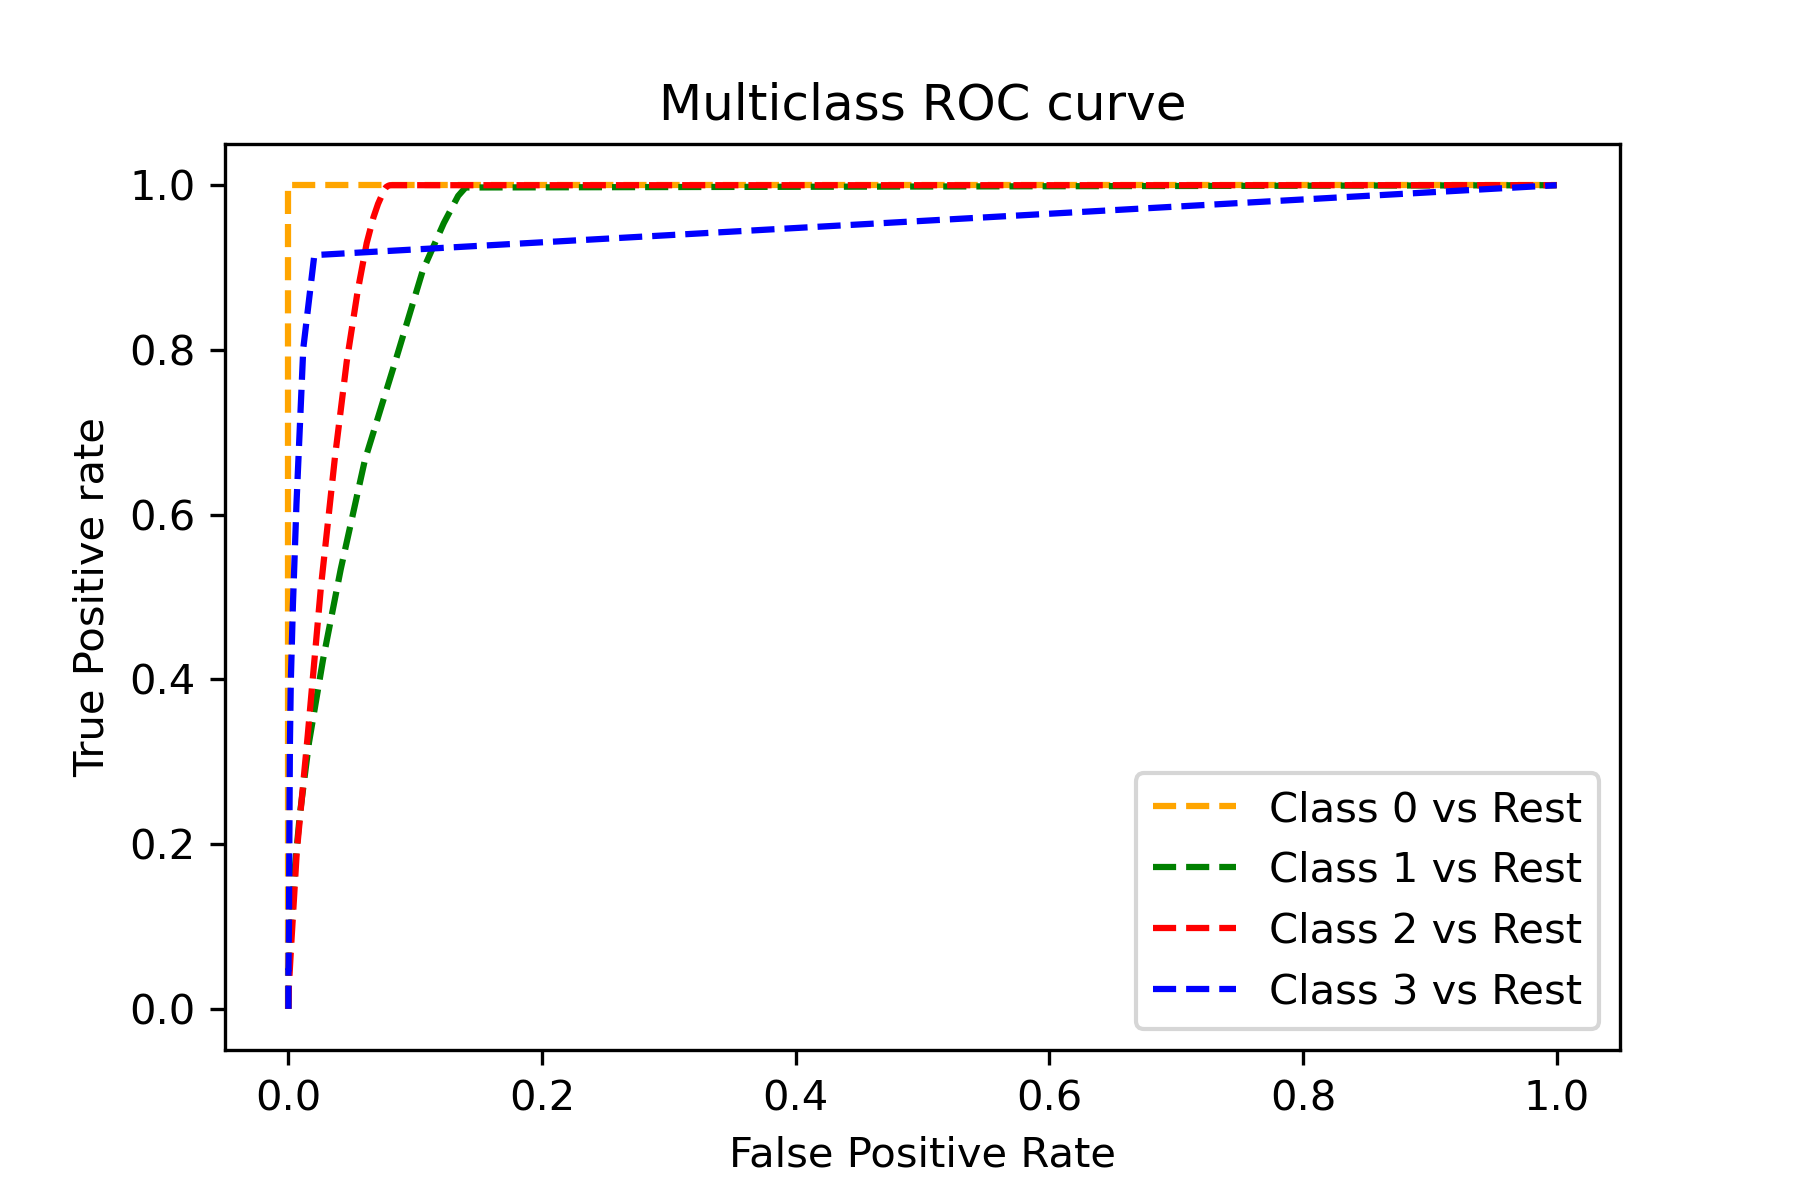 Multiclass ROC curve
1.0
0.8
0.6
0.4
0.2
0.0
True Positive rate
0.0 0.2 0.4 0.6 0.8 1.0
False Positive Rate
Class 0 vs Rest
Class 1 vs Rest
Class 2 vs Rest
Class 3 vs Rest